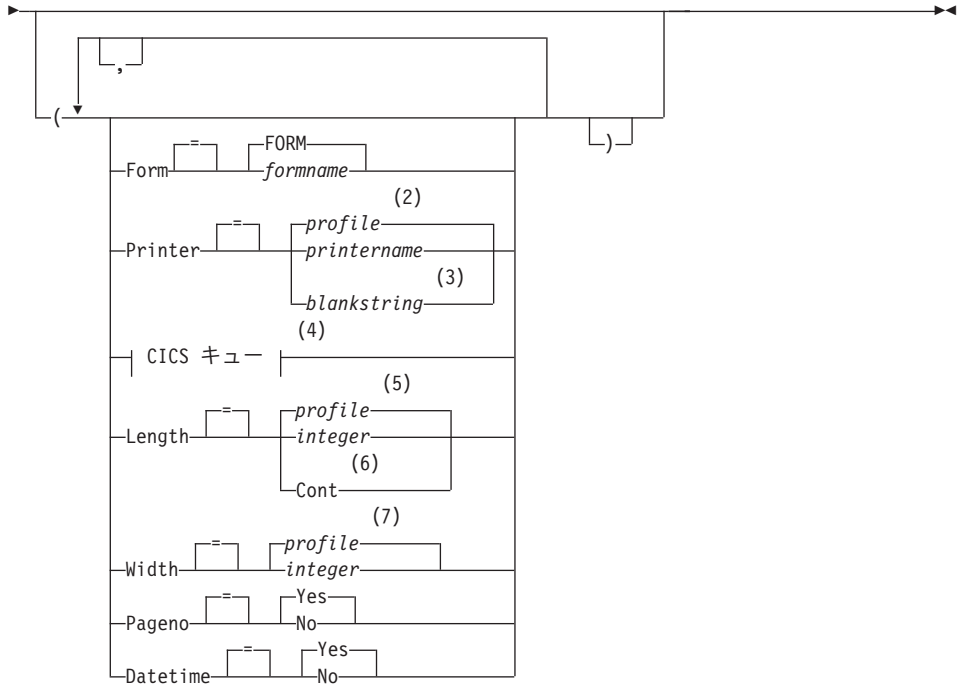 ,
(
)
=
FORM
Form
formname
(2)
=
profile
Printer
printername
(3)
blankstring
(4)
CICS キュー
(5)
=
profile
Length
integer
(6)
Cont
(7)
=
profile
Width
integer
=
Yes
Pageno
No
=
Yes
Datetime
No